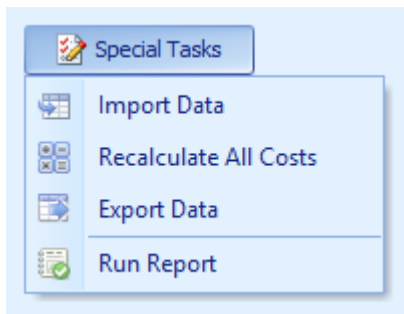 Special Tasks
Import Data
Recalculate All Costs
Export Data
Run Report